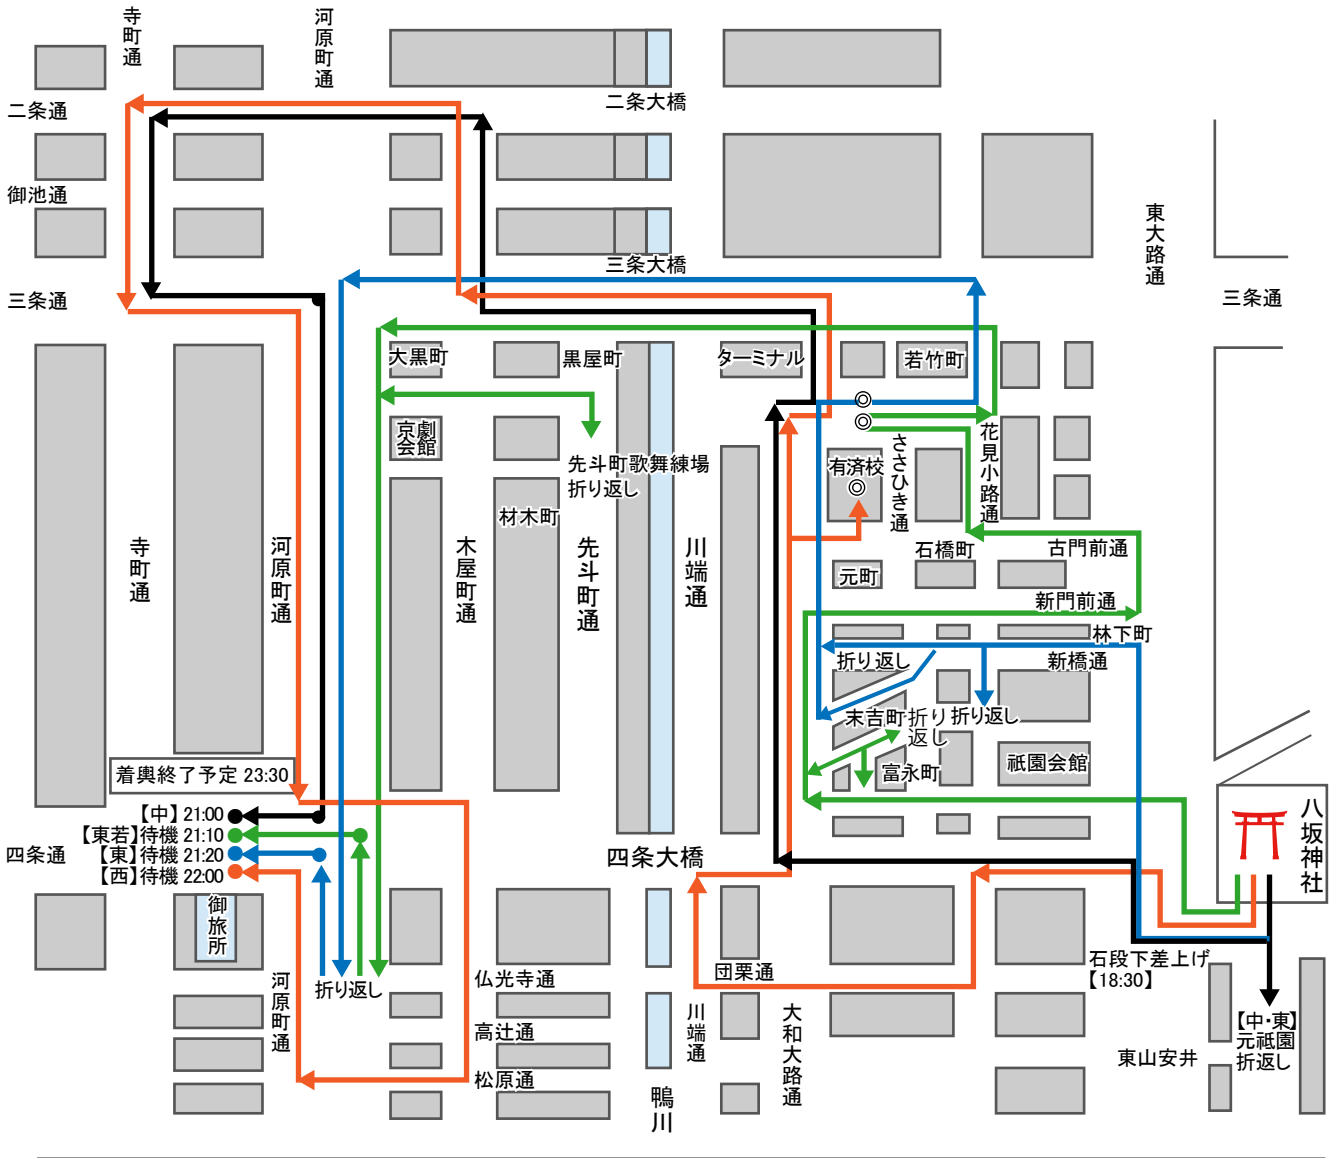 寺町通
河原町通
二条通
二条大橋
御池通
東大路通
三条大橋
三条通
三条通
大黒町
黒屋町
ターミナル
若竹町
京劇
会館
先斗町歌舞練場
折り返し
有済校
ささひき通
花見小路通
材木町
寺町通
河原町通
木屋町通
先斗町通
川端通
石橋町
古門前通
元町
新門前通
林下町
折り返し
新橋通
末吉町
折り
返し
折り返し
祇園会館
富永町
着輿終了予定 23:30
【中】 21:00
【東若】待機 21:10
【東】待機 21:20
【西】待機 22:00
四条通
四条大橋
八坂神社
御旅所
折り返し
河原町通
仏光寺通
高辻通
松原通
団栗通
川端通
大和大路通
鴨川
石段下差上げ
【18:30】
【中・東】
元祇園
折返し
東山安井